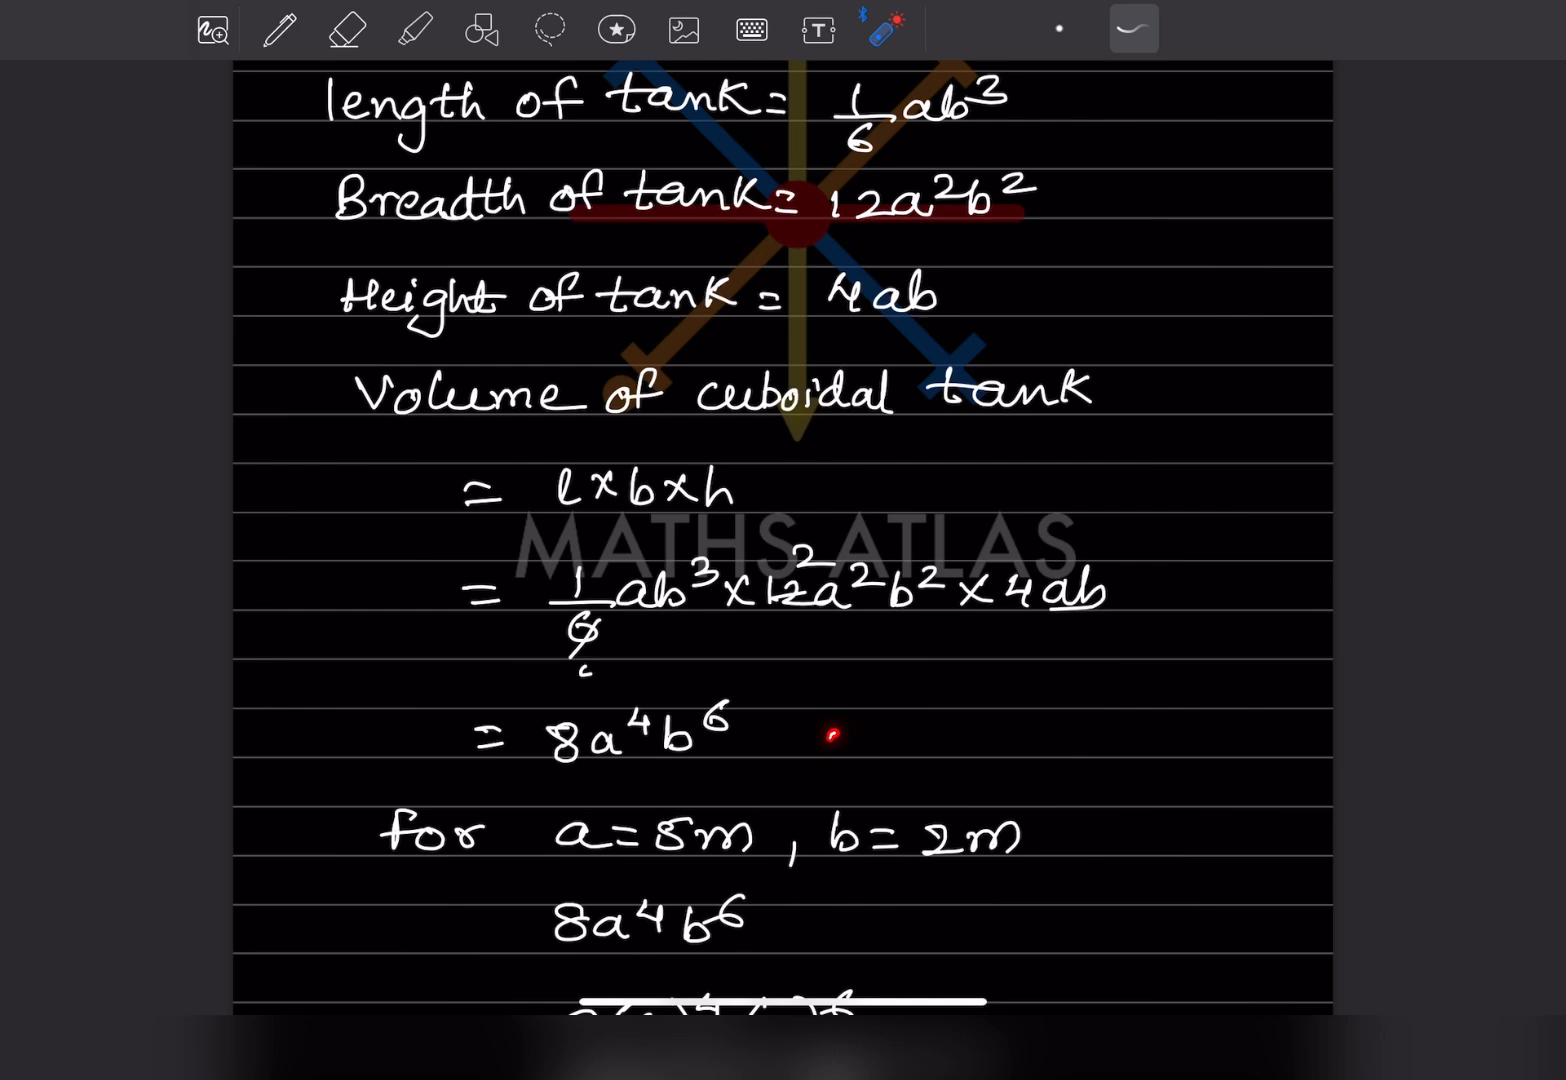 length of tank = 1/6 ab³
Breadth of tank = 12a²b²
Height of tank = 4ab
Volume of cuboidal tank
= l×b×h
MATHS ATLAS
= 1/6 ab³ × 12a²b² × 4ab
2
= 8a⁴b⁶
for a=5m, b=2m
8a⁴b⁶